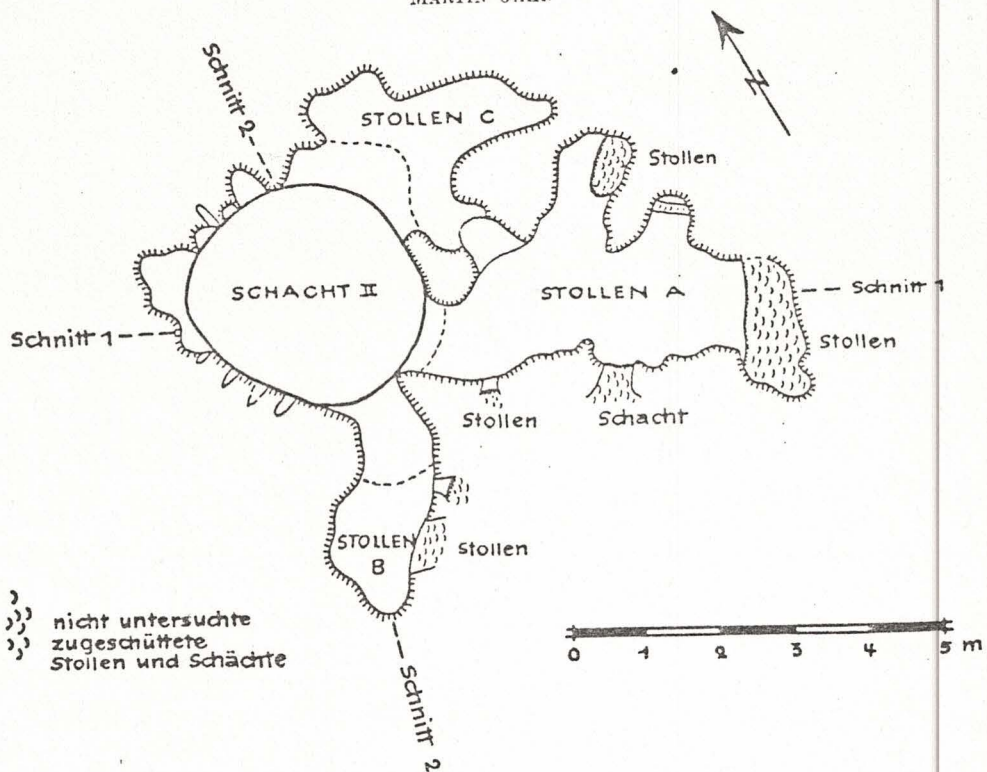 Schnitt 2
STOLLEN C
Stollen
SCHACHT II
STOLLEN A
Schnitt 1
Schnitt 1
Stollen
Stollen
Schacht
STOLLEN
B
Stollen
nicht untersuchte
zugeschüttete
Stollen und Schächte
0 1 2 3 4 5 m
Schnitt 2